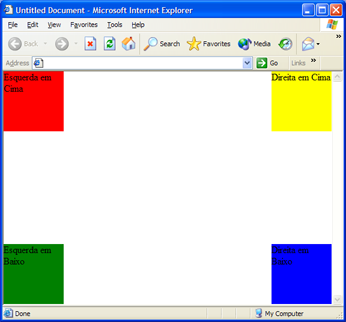 Untitled Document - Microsoft Internet Explorer
File Edit View Favorites Tools Help
Back Search Favorites Media
Address Go Links
Esquerda em
Cima
Direita em Cima
Esquerda em
Baixo
Direita em
Baixo
Done My Computer